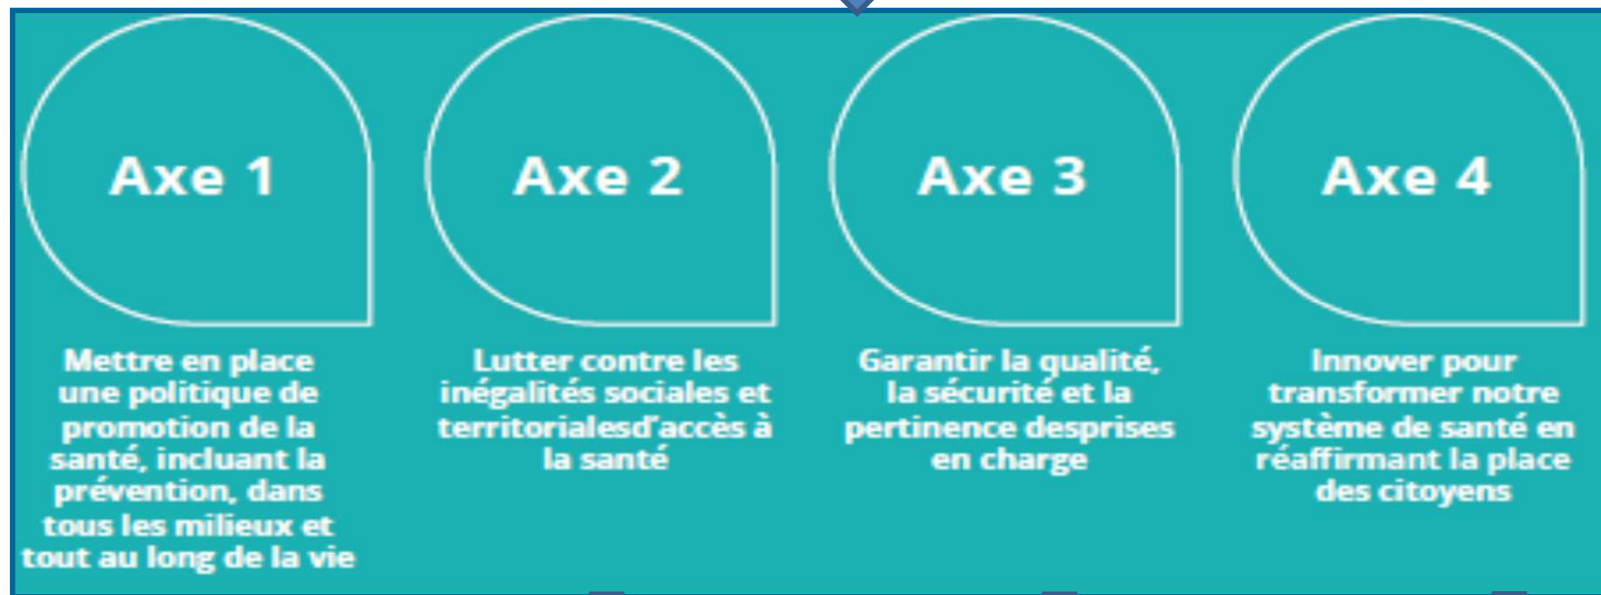 Axe 1
Mettre en place
une politique de
promotion de la
santé, incluant la
prévention, dans
tous les milieux et
tout au long de la vie
Axe 2
Lutter contre les
inégalités sociales et
territorialesd'accès à
la santé
Axe 3
Garantir la qualité,
la sécurité et la
pertinence desprises
en charge
Axe 4
Innover pour
transformer notre
système de santé en
réaffirmant la place
des citoyens